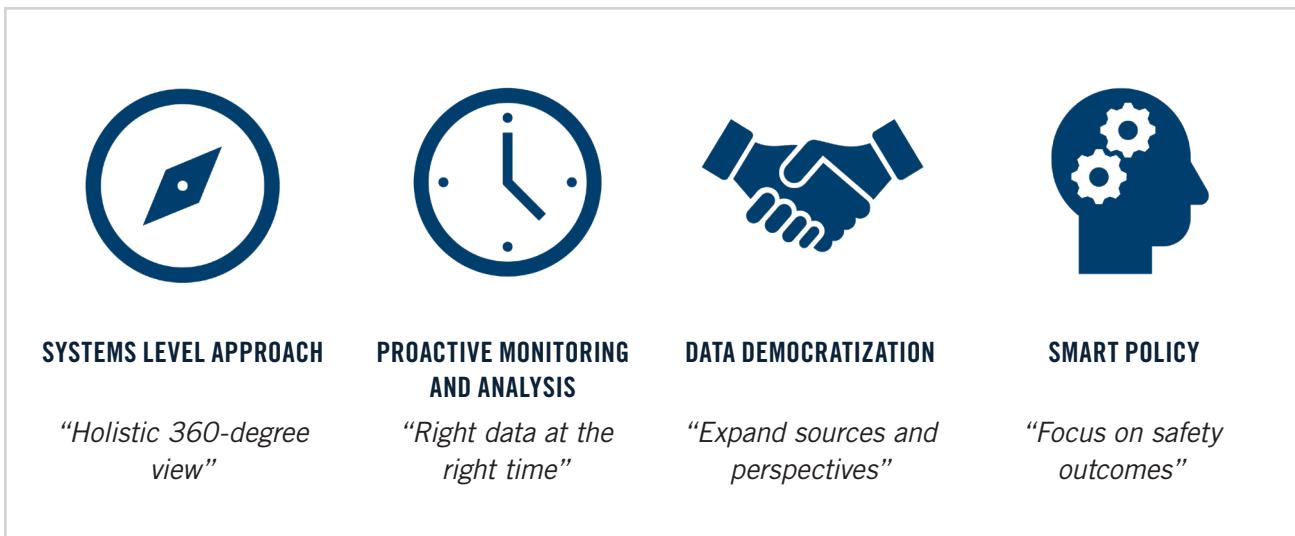 SYSTEMS LEVEL APPROACH
“Holistic 360-degree
view”
PROACTIVE MONITORING
AND ANALYSIS
“Right data at the
right time”
DATA DEMOCRATIZATION
“Expand sources and
perspectives”
SMART POLICY
“Focus on safety
outcomes”